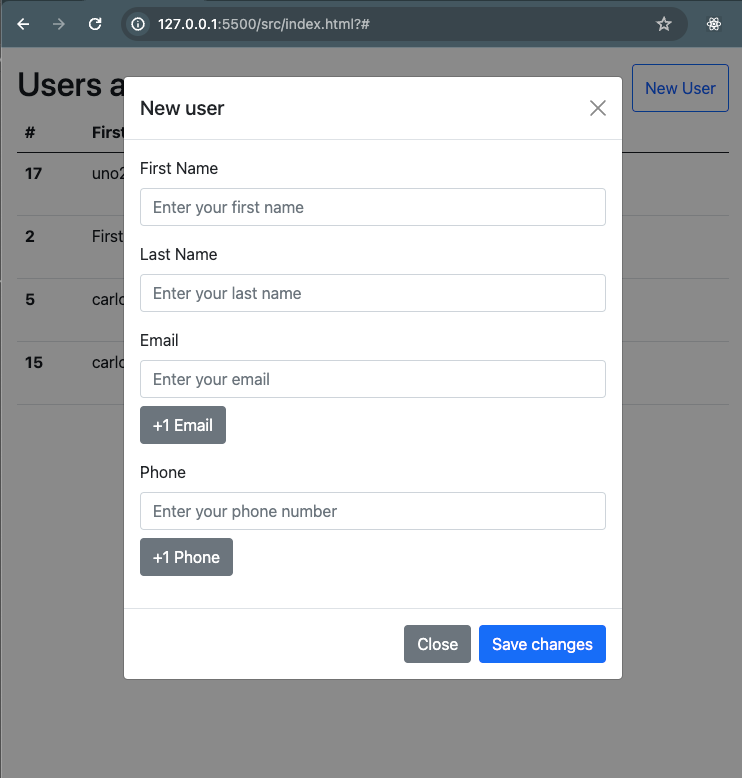 127.0.0.1:5500/src/index.html?#
Users a
New User
# First
17 uno2
2 First
5 carlo
15 carlo
New user
First Name
Enter your first name
Last Name
Enter your last name
Email
Enter your email
+1 Email
Phone
Enter your phone number
+1 Phone
Close Save changes